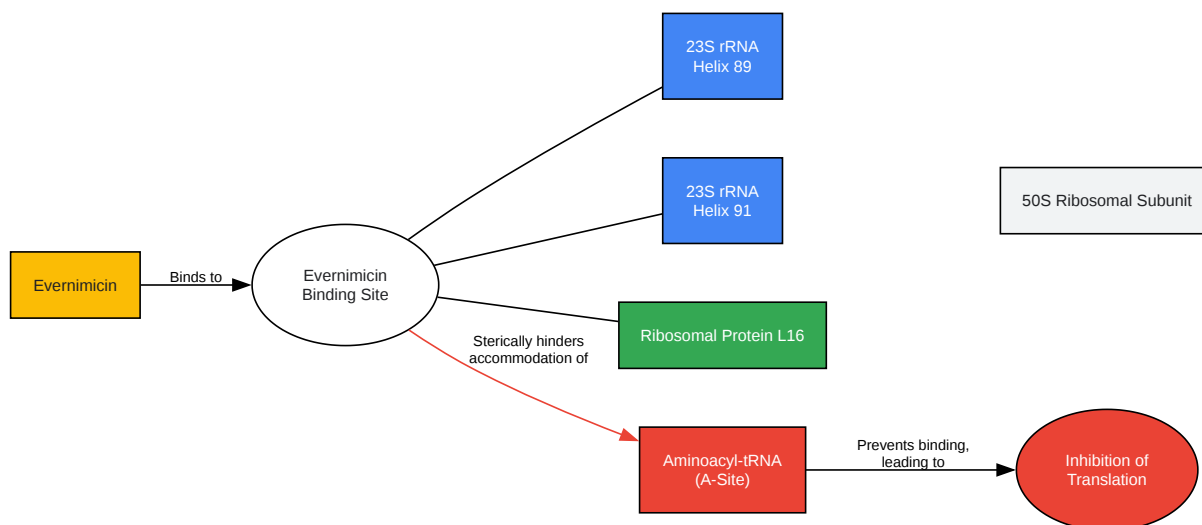 23S rRNA
Helix 89
23S rRNA
Helix 91
50S Ribosomal Subunit
Evernimicin
Binds to
Evernimicin
Binding Site
Ribosomal Protein L16
Sterically hinders
accommodation of
Aminoacyl-tRNA
(A-Site)
Prevents binding,
leading to
Inhibition of
Translation